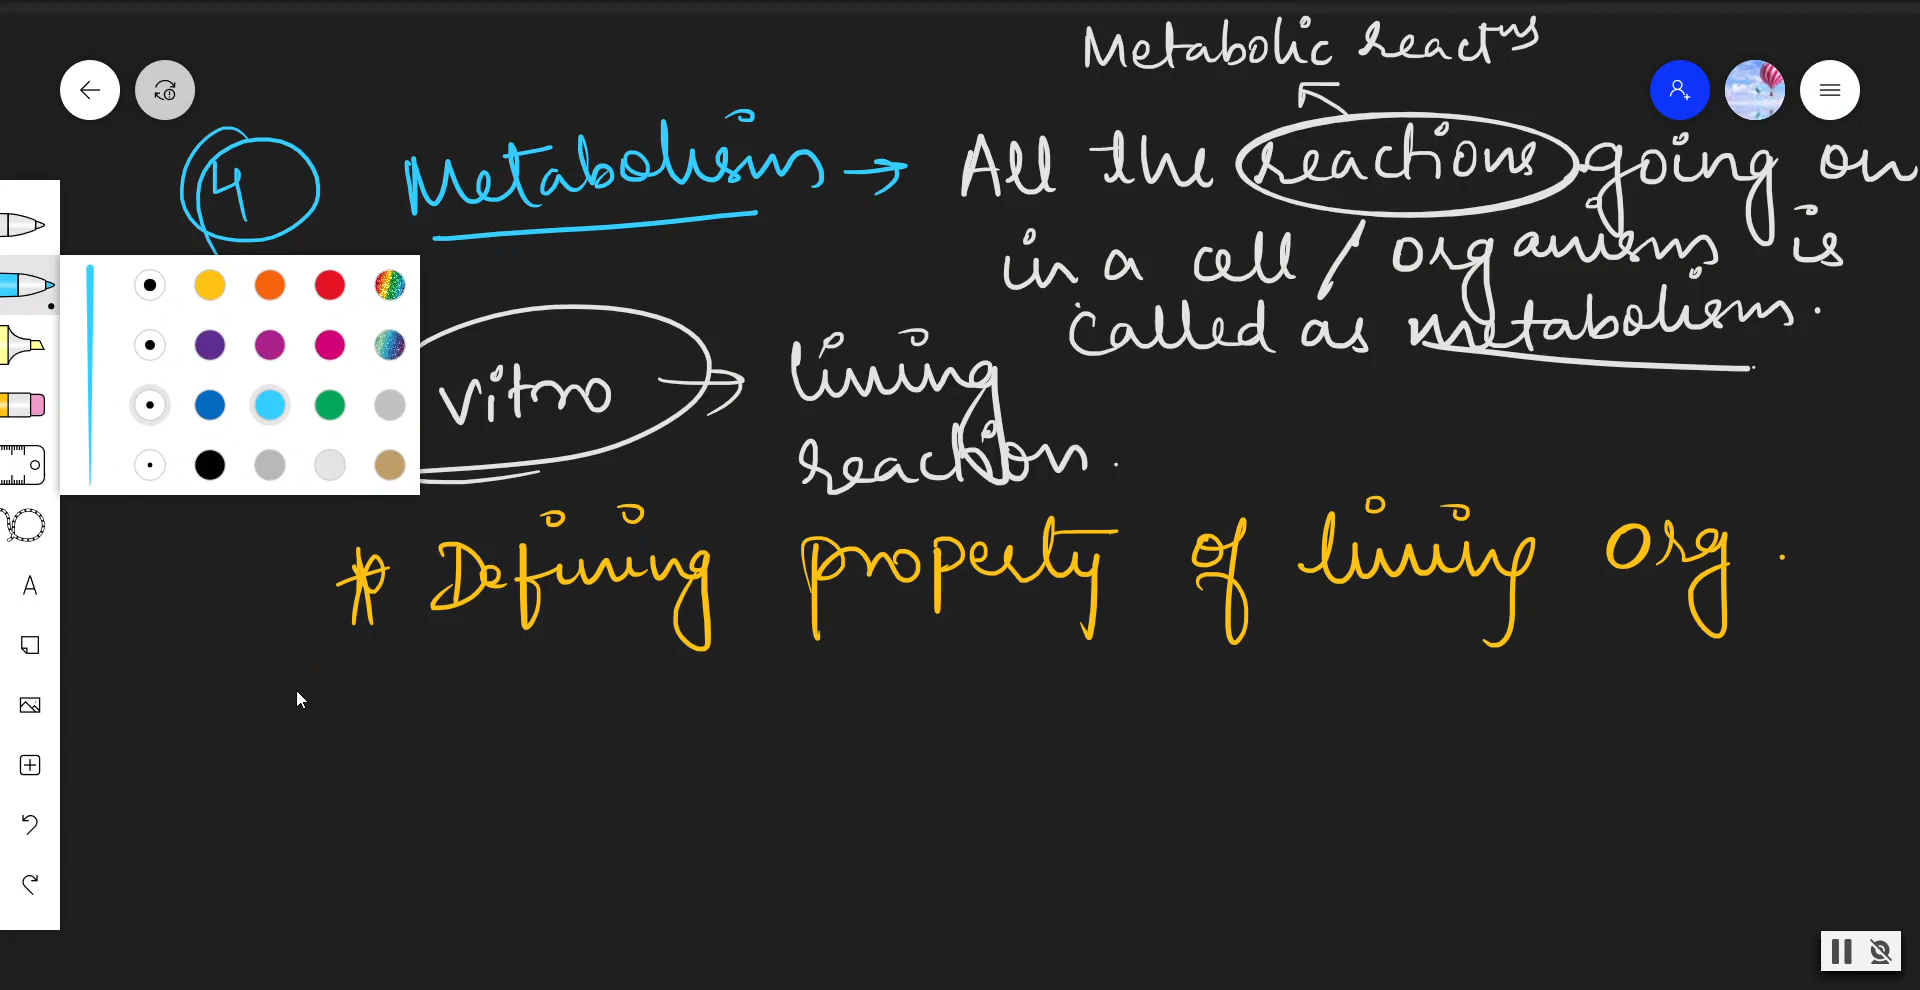 Metabolic reactns
4 Metabolism → All the reactions going on
in a cell / organism is
called as metabolism.
vitro → living
reaction.
* Defining property of living org.
A